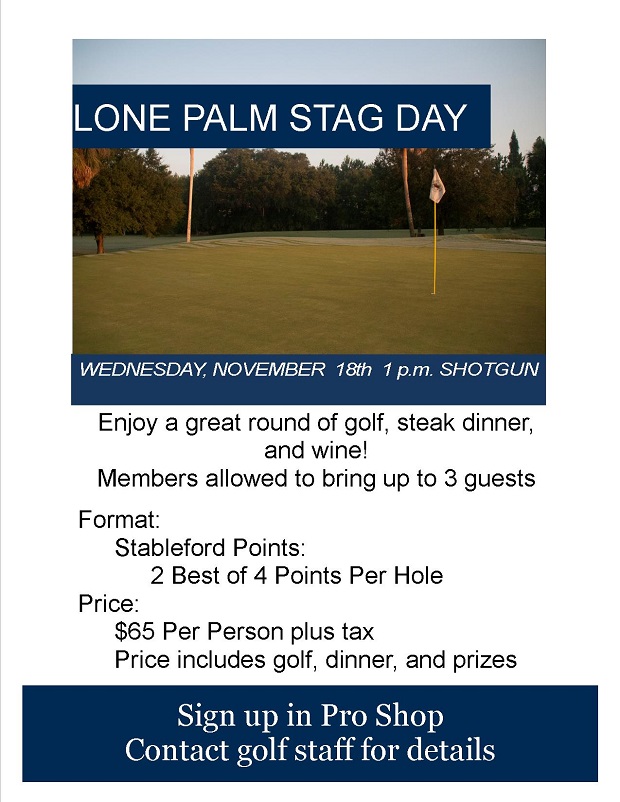 LONE PALM STAG DAY
WEDNESDAY, NOVEMBER 18th 1 p.m. SHOTGUN
Enjoy a great round of golf, steak dinner,
and wine!
Members allowed to bring up to 3 guests
Format:
Stableford Points:
2 Best of 4 Points Per Hole
Price:
$65 Per Person plus tax
Price includes golf, dinner, and prizes
Sign up in Pro Shop
Contact golf staff for details